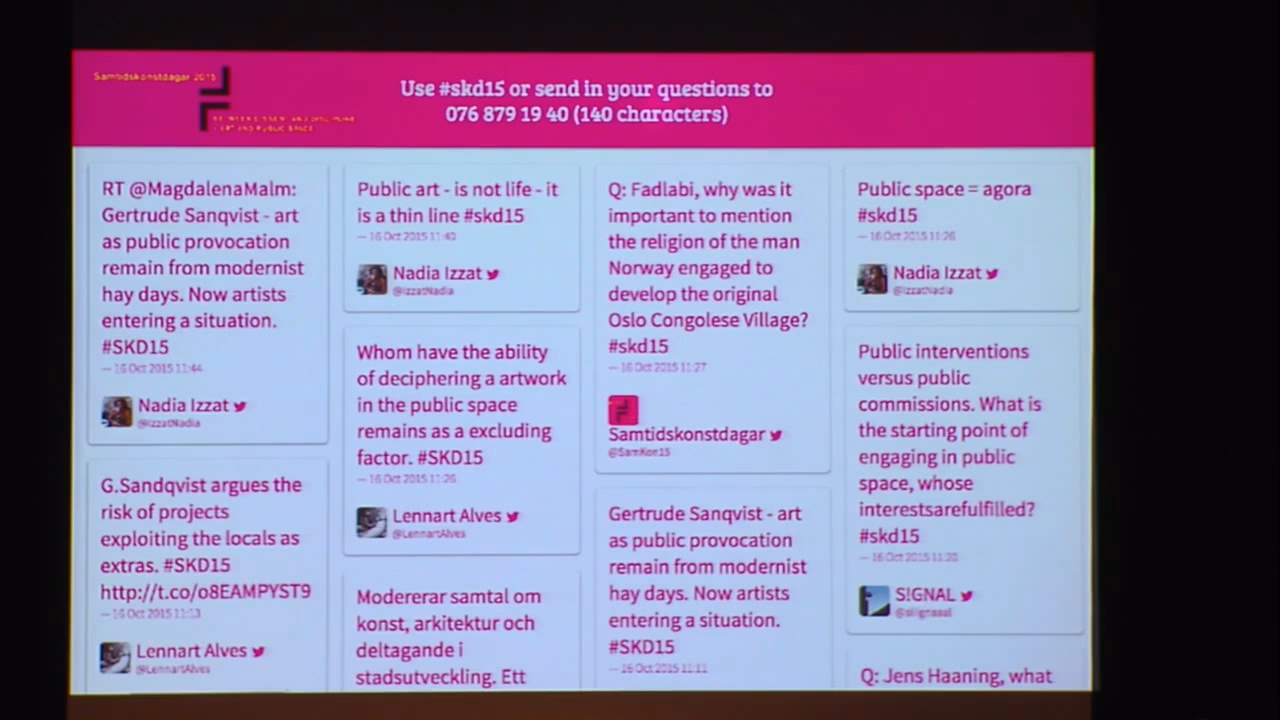 Samtidskonstdagar 2015
BETWEEN DISSENT AND DISCIPLINE
- ART AND PUBLIC SPACE
Use #skd15 or send in your questions to
076 879 19 40 (140 characters)
RT @MagdalenaMalm:
Gertrude Sanqvist - art
as public provocation
remain from modernist
hay days. Now artists
entering a situation.
#SKD15
— 16 Oct 2015 11:44
Nadia Izzat
@IzzatNadia
G.Sandqvist argues the
risk of projects
exploiting the locals as
extras. #SKD15
http://t.co/o8EAMPYST9
— 16 Oct 2015 11:13
Lennart Alves
@LennartAlves
Public art - is not life - it
is a thin line #skd15
— 16 Oct 2015 11:40
Nadia Izzat
@IzzatNadia
Whom have the ability
of deciphering a artwork
in the public space
remains as a excluding
factor. #SKD15
— 16 Oct 2015 11:26
Lennart Alves
@LennartAlves
Modererar samtal om
konst, arkitektur och
deltagande i
stadsutveckling. Ett
Q: Fadlabi, why was it
important to mention
the religion of the man
Norway engaged to
develop the original
Oslo Congolese Village?
#skd15
— 16 Oct 2015 11:27
Samtidskonstdagar
@SamKon15
Gertrude Sanqvist - art
as public provocation
remain from modernist
hay days. Now artists
entering a situation.
#SKD15
— 16 Oct 2015 11:11
Public space = agora
#skd15
— 16 Oct 2015 11:26
Nadia Izzat
@IzzatNadia
Public interventions
versus public
commissions. What is
the starting point of
engaging in public
space, whose
interestsarefulfilled?
#skd15
— 16 Oct 2015 11:20
S!GNAL
Q: Jens Haaning, what